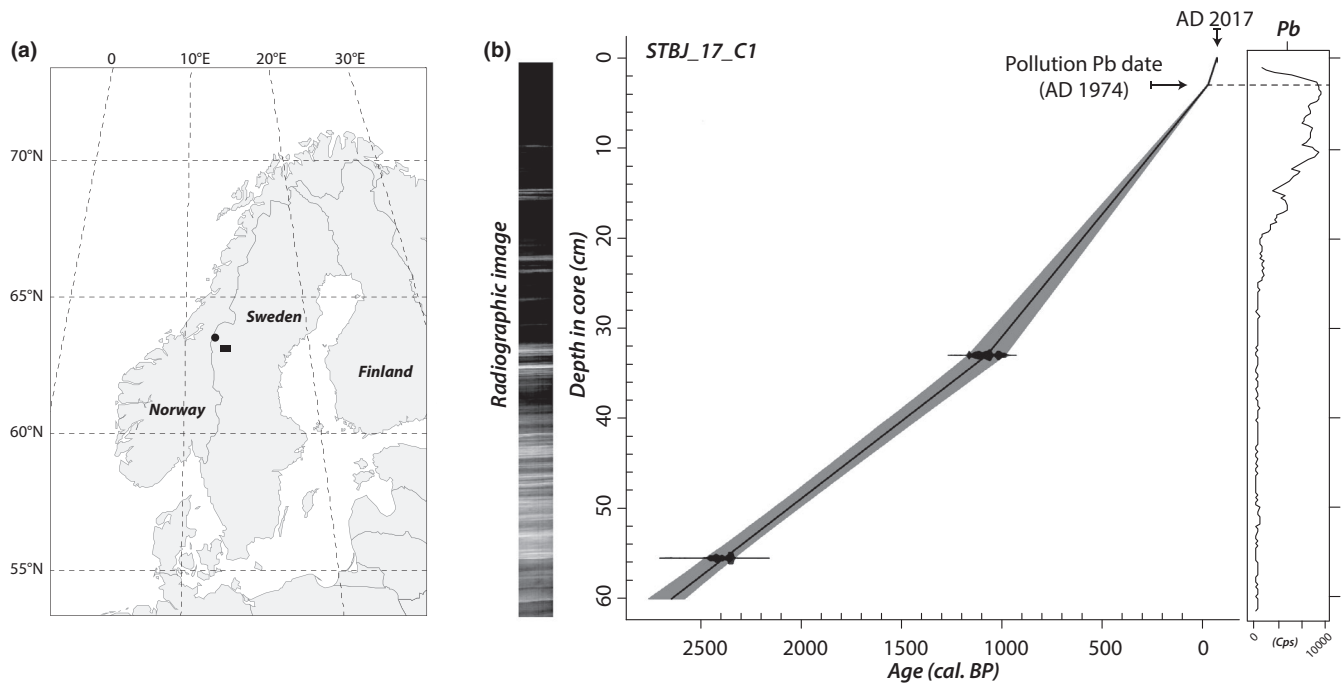 (a)
0
10°E
20°E
30°E
70°N
65°N
60°N
55°N
Sweden
Finland
Norway
(b)
Radiographic image
STBJ_17_C1
AD 2017
Pollution Pb date
(AD 1974)
Depth in core (cm)
0
10
20
30
40
50
60
2500
2000
1500
1000
500
0
Age (cal. BP)
Pb
0
(Cps)
10000